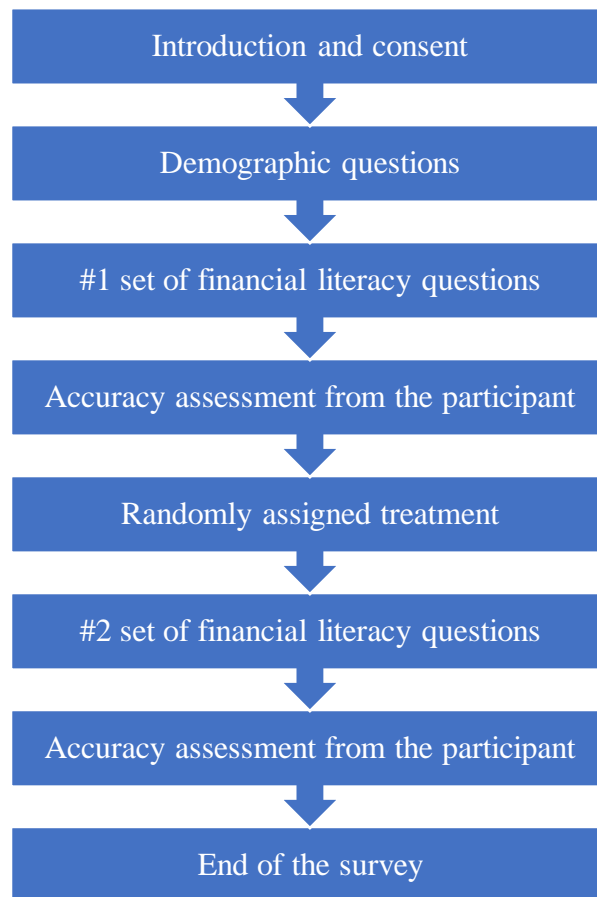 Introduction and consent
Demographic questions
#1 set of financial literacy questions
Accuracy assessment from the participant
Randomly assigned treatment
#2 set of financial literacy questions
Accuracy assessment from the participant
End of the survey